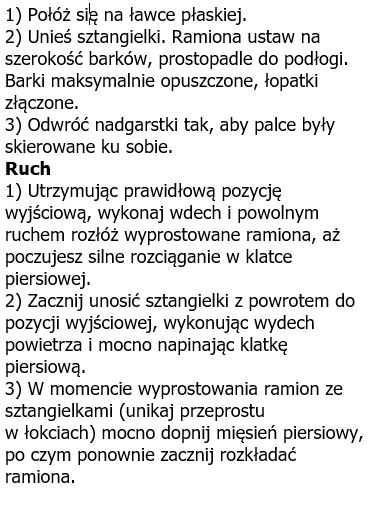 1) Połóż się na ławce płaskiej.
2) Unieś sztangielki. Ramiona ustaw na
szerokość barków, prostopadle do podłogi.
Barki maksymalnie opuszczone, łopatki
złączone.
3) Odwróć nadgarstki tak, aby palce były
skierowane ku sobie.
Ruch
1) Utrzymując prawidłową pozycję
wyjściową, wykonaj wdech i powolnym
ruchem rozłóż wyprostowane ramiona, aż
poczujesz silne rozciąganie w klatce
piersiowej.
2) Zacznij unosić sztangielki z powrotem do
pozycji wyjściowej, wykonując wydech
powietrza i mocno napinając klatkę
piersiową.
3) W momencie wyprostowania ramion ze
sztangielkami (unikaj przeprostu
w łokciach) mocno dopnij mięsień piersiowy,
po czym ponownie zacznij rozkładać
ramiona.